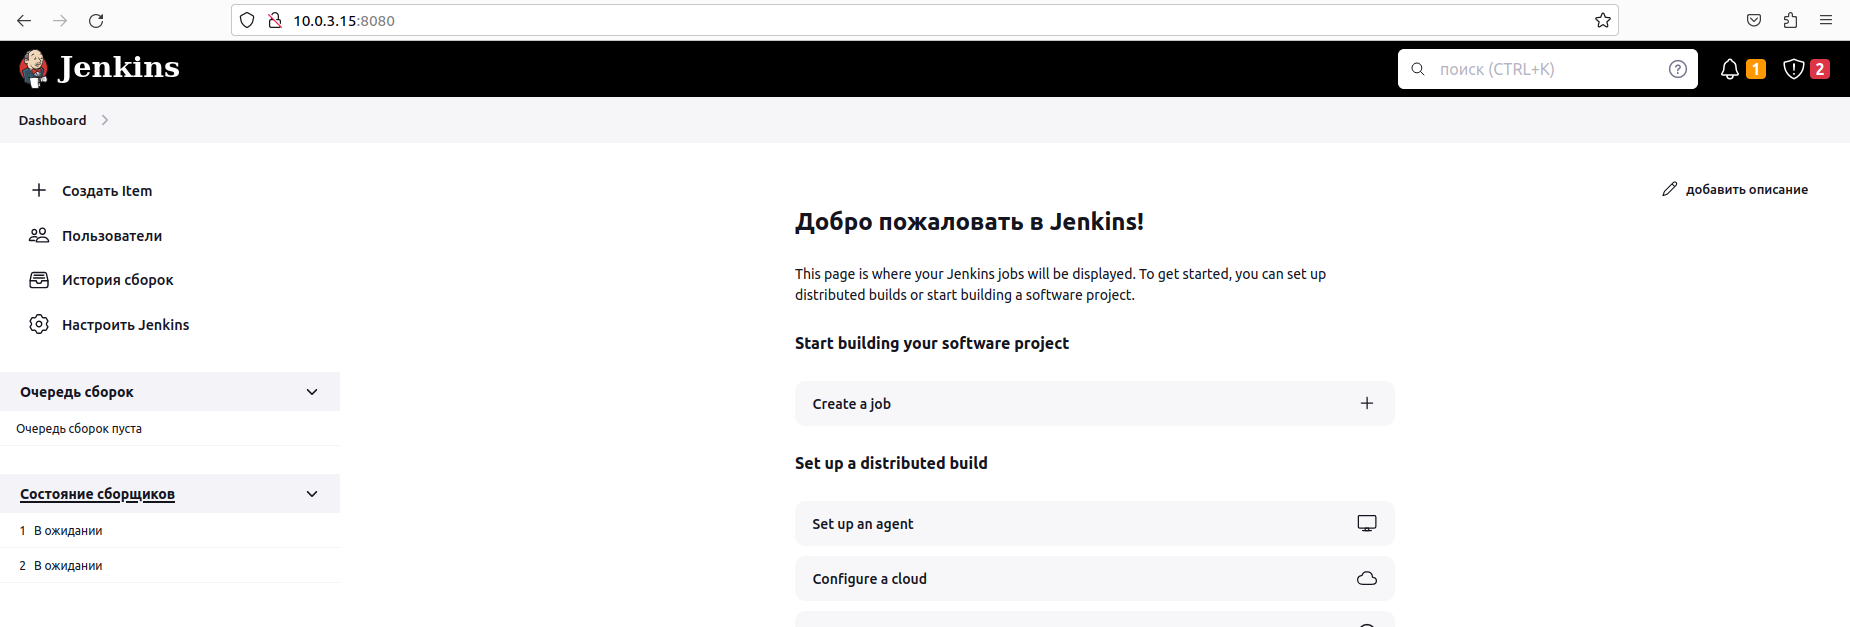 10.0.3.15:8080
Jenkins
поиск (CTRL+K)
1
2
Dashboard
Создать Item
Пользователи
История сборок
Настроить Jenkins
Очередь сборок
Очередь сборок пуста
Состояние сборщиков
1 В ожидании
2 В ожидании
добавить описание
Добро пожаловать в Jenkins!
This page is where your Jenkins jobs will be displayed. To get started, you can set up
distributed builds or start building a software project.
Start building your software project
Create a job
Set up a distributed build
Set up an agent
Configure a cloud